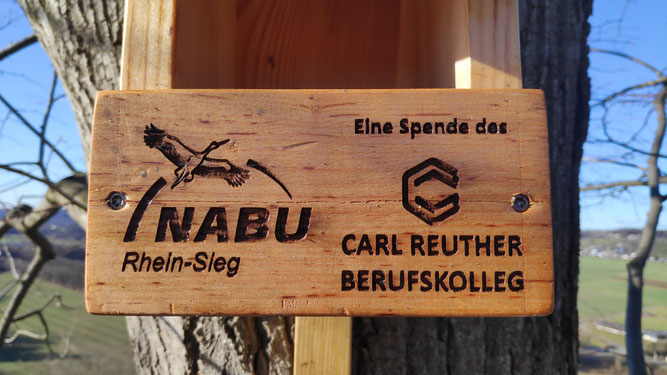 NABU
Rhein-Sieg
Eine Spende des
CARL REUTHER
BERUFSKOLLEG